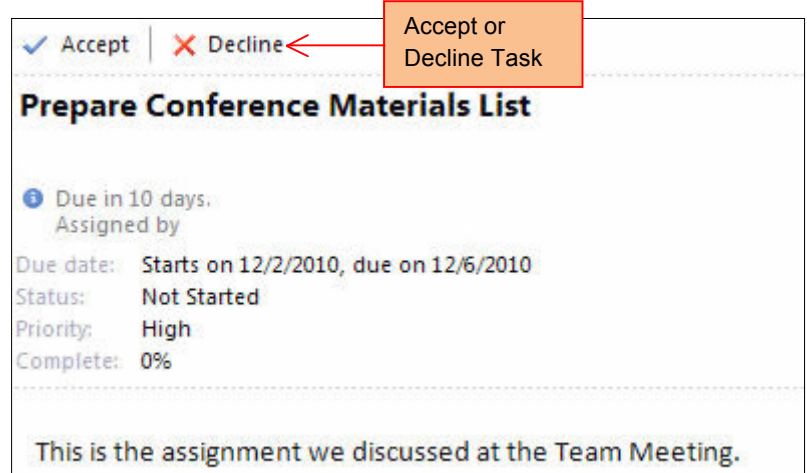 Accept Decline
Accept or
Decline Task
Prepare Conference Materials List
Due in 10 days.
Assigned by
Due date: Starts on 12/2/2010, due on 12/6/2010
Status: Not Started
Priority: High
Complete: 0%
This is the assignment we discussed at the Team Meeting.